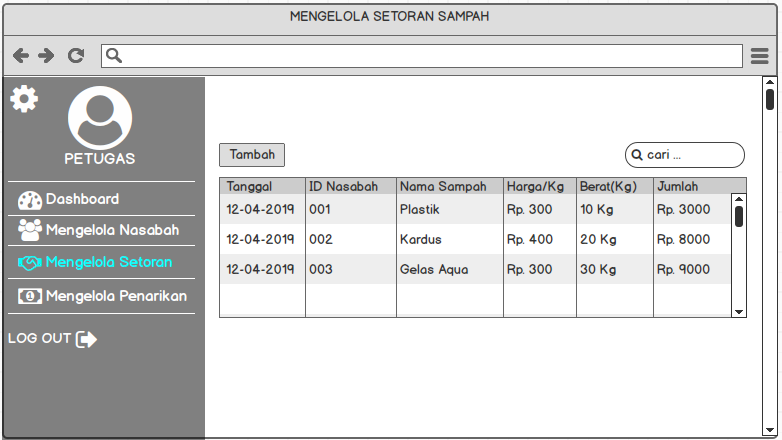 MENGELOLA SETORAN SAMPAH
PETUGAS
Dashboard
Mengelola Nasabah
Mengelola Setoran
Mengelola Penarikan
LOG OUT
Tambah
cari ...
Tanggal ID Nasabah Nama Sampah Harga/Kg Berat(Kg) Jumlah
12-04-2019 001 Plastik Rp. 300 10 Kg Rp. 3000
12-04-2019 002 Kardus Rp. 400 20 Kg Rp. 8000
12-04-2019 003 Gelas Aqua Rp. 300 30 Kg Rp. 9000